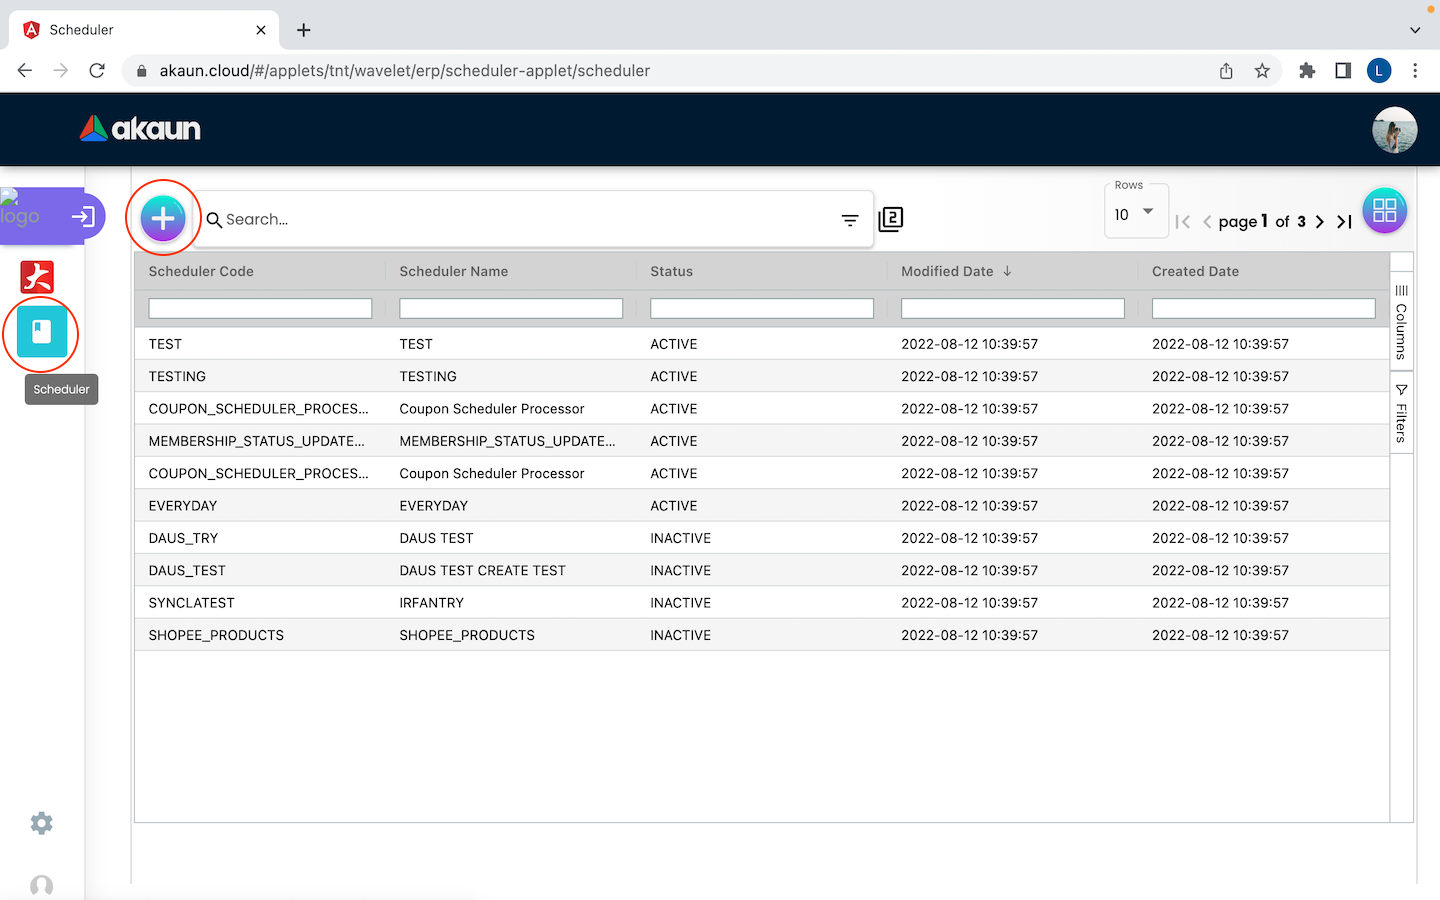 Scheduler
akaun.cloud/#/applets/tnt/wavelet/erp/scheduler-applet/scheduler
L
akaun
logo
Search...
2
Rows
10
page 1 of 3
Scheduler Code Scheduler Name Status Modified Date Created Date
TEST TEST ACTIVE 2022-08-12 10:39:57 2022-08-12 10:39:57
TESTING TESTING ACTIVE 2022-08-12 10:39:57 2022-08-12 10:39:57
COUPON_SCHEDULER_PROCES... Coupon Scheduler Processor ACTIVE 2022-08-12 10:39:57 2022-08-12 10:39:57
MEMBERSHIP_STATUS_UPDATE... MEMBERSHIP_STATUS_UPDATE... ACTIVE 2022-08-12 10:39:57 2022-08-12 10:39:57
COUPON_SCHEDULER_PROCES... Coupon Scheduler Processor ACTIVE 2022-08-12 10:39:57 2022-08-12 10:39:57
EVERYDAY EVERYDAY ACTIVE 2022-08-12 10:39:57 2022-08-12 10:39:57
DAUS_TRY DAUS TEST INACTIVE 2022-08-12 10:39:57 2022-08-12 10:39:57
DAUS_TEST DAUS TEST CREATE TEST INACTIVE 2022-08-12 10:39:57 2022-08-12 10:39:57
SYNCLATEST IRFANTRY INACTIVE 2022-08-12 10:39:57 2022-08-12 10:39:57
SHOPEE_PRODUCTS SHOPEE_PRODUCTS INACTIVE 2022-08-12 10:39:57 2022-08-12 10:39:57
Columns
Filters
Scheduler